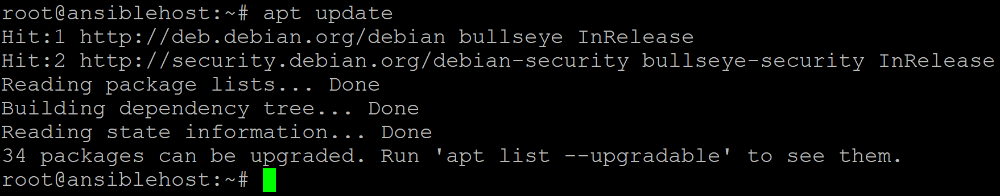 root@ansiblehost:~# apt update
Hit:1 http://deb.debian.org/debian bullseye InRelease
Hit:2 http://security.debian.org/debian-security bullseye-security InRelease
Reading package lists... Done
Building dependency tree... Done
Reading state information... Done
34 packages can be upgraded. Run 'apt list --upgradable' to see them.
root@ansiblehost:~#